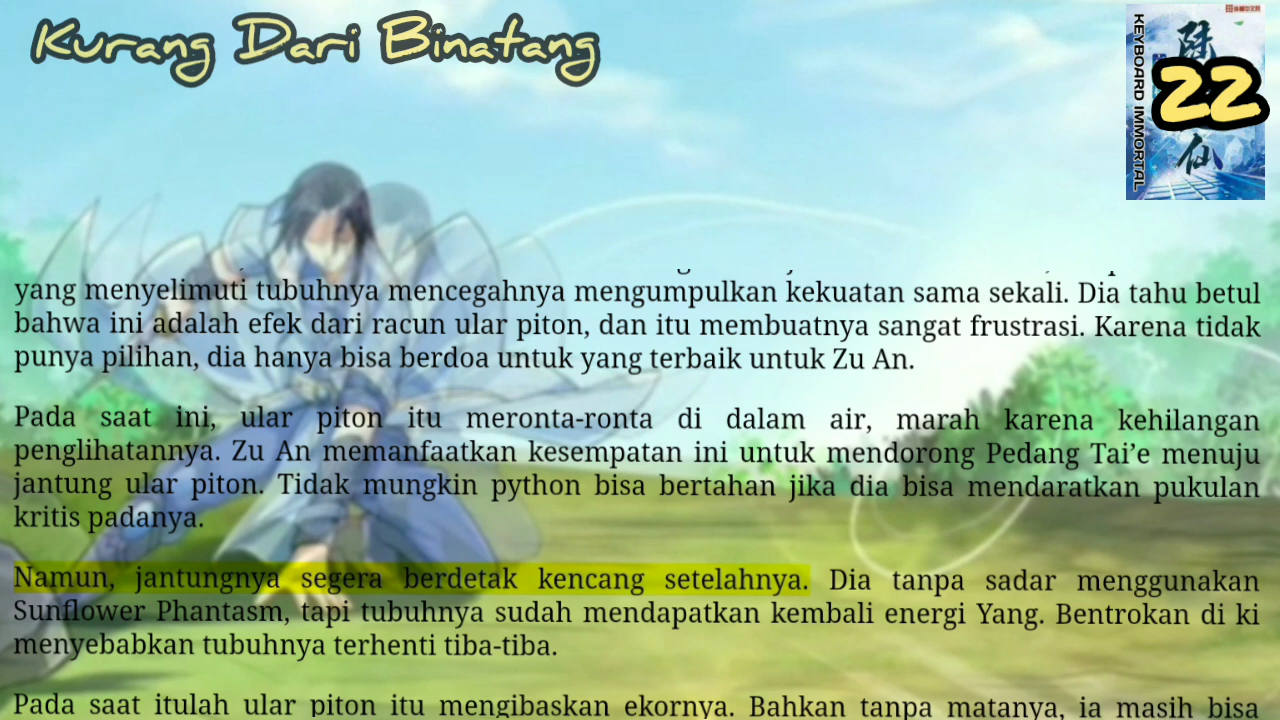 Kurang Dari Binatang
KEYBOARD IMMORTAL
22
仙
yang menyelimuti tubuhnya mencegahnya mengumpulkan kekuatan sama sekali. Dia tahu betul
bahwa ini adalah efek dari racun ular piton, dan itu membuatnya sangat frustrasi. Karena tidak
punya pilihan, dia hanya bisa berdoa untuk yang terbaik untuk Zu An.
Pada saat ini, ular piton itu meronta-ronta di dalam air, marah karena kehilangan
penglihatannya. Zu An memanfaatkan kesempatan ini untuk mendorong Pedang Tai’e menuju
jantung ular piton. Tidak mungkin python bisa bertahan jika dia bisa mendaratkan pukulan
kritis padanya.
Namun, jantungnya segera berdetak kencang setelahnya. Dia tanpa sadar menggunakan
Sunflower Phantasm, tapi tubuhnya sudah mendapatkan kembali energi Yang. Bentrokan di ki
menyebabkan tubuhnya terhenti tiba-tiba.
Pada saat itulah ular piton itu mengibaskan ekornya. Bahkan tanpa matanya, ia masih bisa